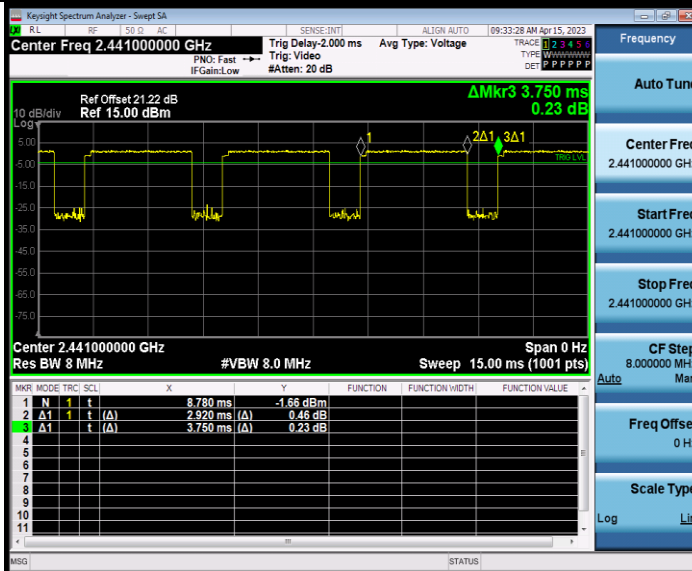 Keysight Spectrum Analyzer - Swept SA
RL RF 50 Ω AC SENSE:INT ALIGN AUTO 09:33:28 AM Apr 15, 2023
Center Freq 2.441000000 GHz
PNO: Fast
IFGain:Low
Trig Delay-2.000 ms
Trig: Video
#Atten: 20 dB
Avg Type: Voltage
TRACE 1 2 3 4 5 6
TYPE WWWWWW
DET P P P P P P
Ref Offset 21.22 dB
10 dB/div Ref 15.00 dBm
Log
ΔMkr3 3.750 ms
0.23 dB
5.00
-5.00
-15.0
-25.0
-35.0
-45.0
-55.0
-65.0
-75.0
1
2Δ1
3Δ1
TRIG LVL
Center 2.441000000 GHz Span 0 Hz
Res BW 8 MHz #VBW 8.0 MHz Sweep 15.00 ms (1001 pts)
MKR MODE TRC SCL X Y FUNCTION FUNCTION WIDTH FUNCTION VALUE
1 N 1 t 8.780 ms -1.66 dBm
2 Δ1 1 t (Δ) 2.920 ms (Δ) 0.46 dB
3 Δ1 t (Δ) 3.750 ms (Δ) 0.23 dB
4
5
6
7
8
9
10
11
MSG STATUS
Frequency
Auto Tune
Center Freq
2.441000000 GHz
Start Freq
2.441000000 GHz
Stop Freq
2.441000000 GHz
CF Step
8.000000 MHz
Auto Man
Freq Offset
0 Hz
Scale Type
Log Lin